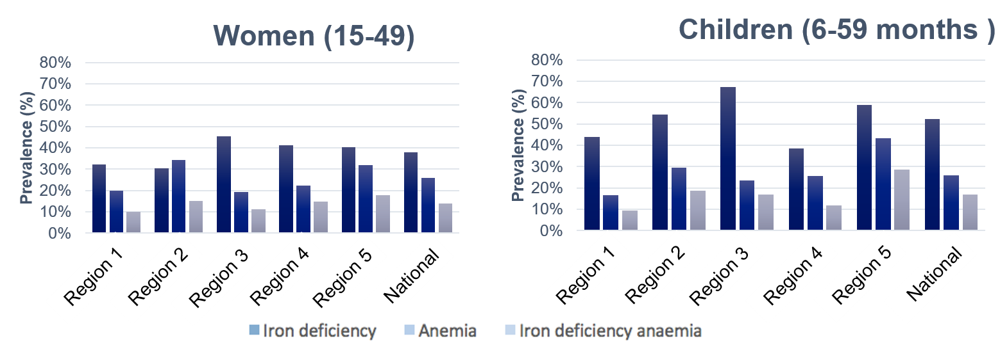 Women (15-49)
Prevalence (%)
80%
70%
60%
50%
40%
30%
20%
10%
0%
Region 1
Region 2
Region 3
Region 4
Region 5
National
Children (6-59 months )
Prevalence (%)
80%
70%
60%
50%
40%
30%
20%
10%
0%
Region 1
Region 2
Region 3
Region 4
Region 5
National
Iron deficiency
Anemia
Iron deficiency anaemia